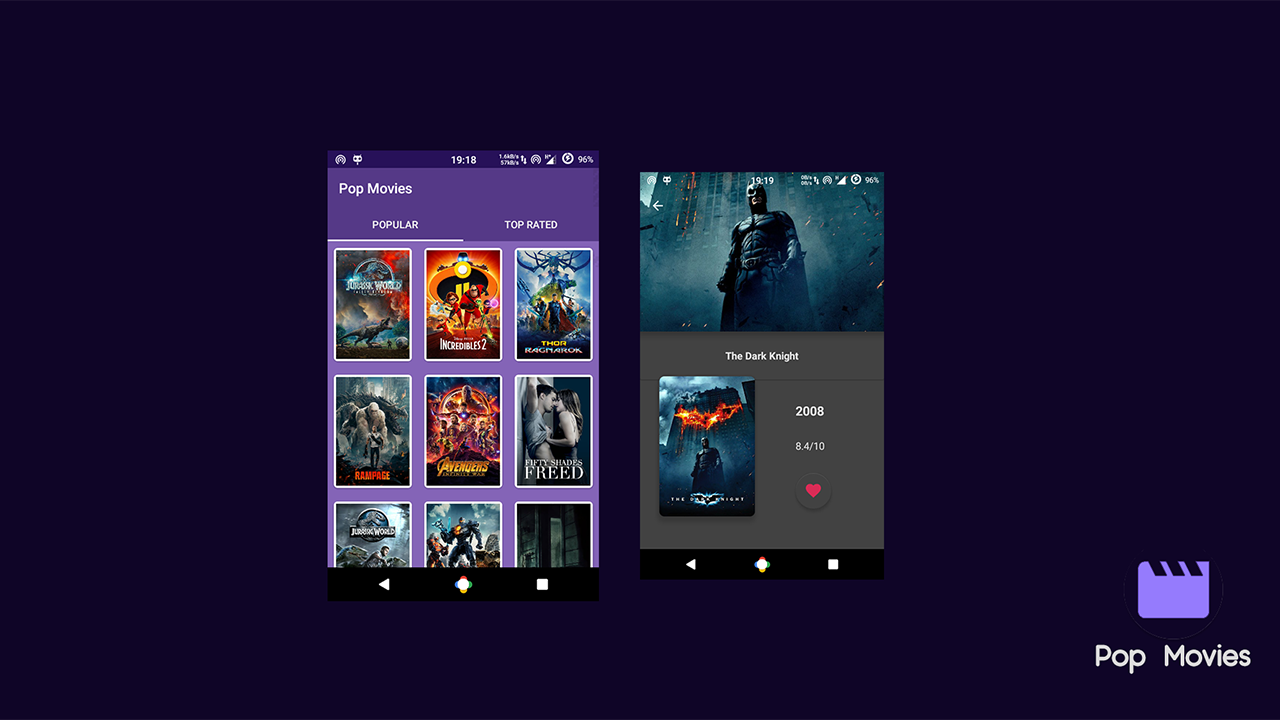 19:18
1.6kB/s
57kB/s
H+
96%
Pop Movies
POPULAR
TOP RATED
JURASSIC WORLD
FALLEN KINGDOM
DISNEY PIXAR
INCREDIBLES 2
THOR
RAGNAROK
RAMPAGE
AVENGERS
INFINITY WAR
FIFTY SHADES
FREED
JURASSIC WORLD
19:19
0B/s
0B/s
H
96%
The Dark Knight
2008
8.4/10
THE DARK KNIGHT
Pop Movies